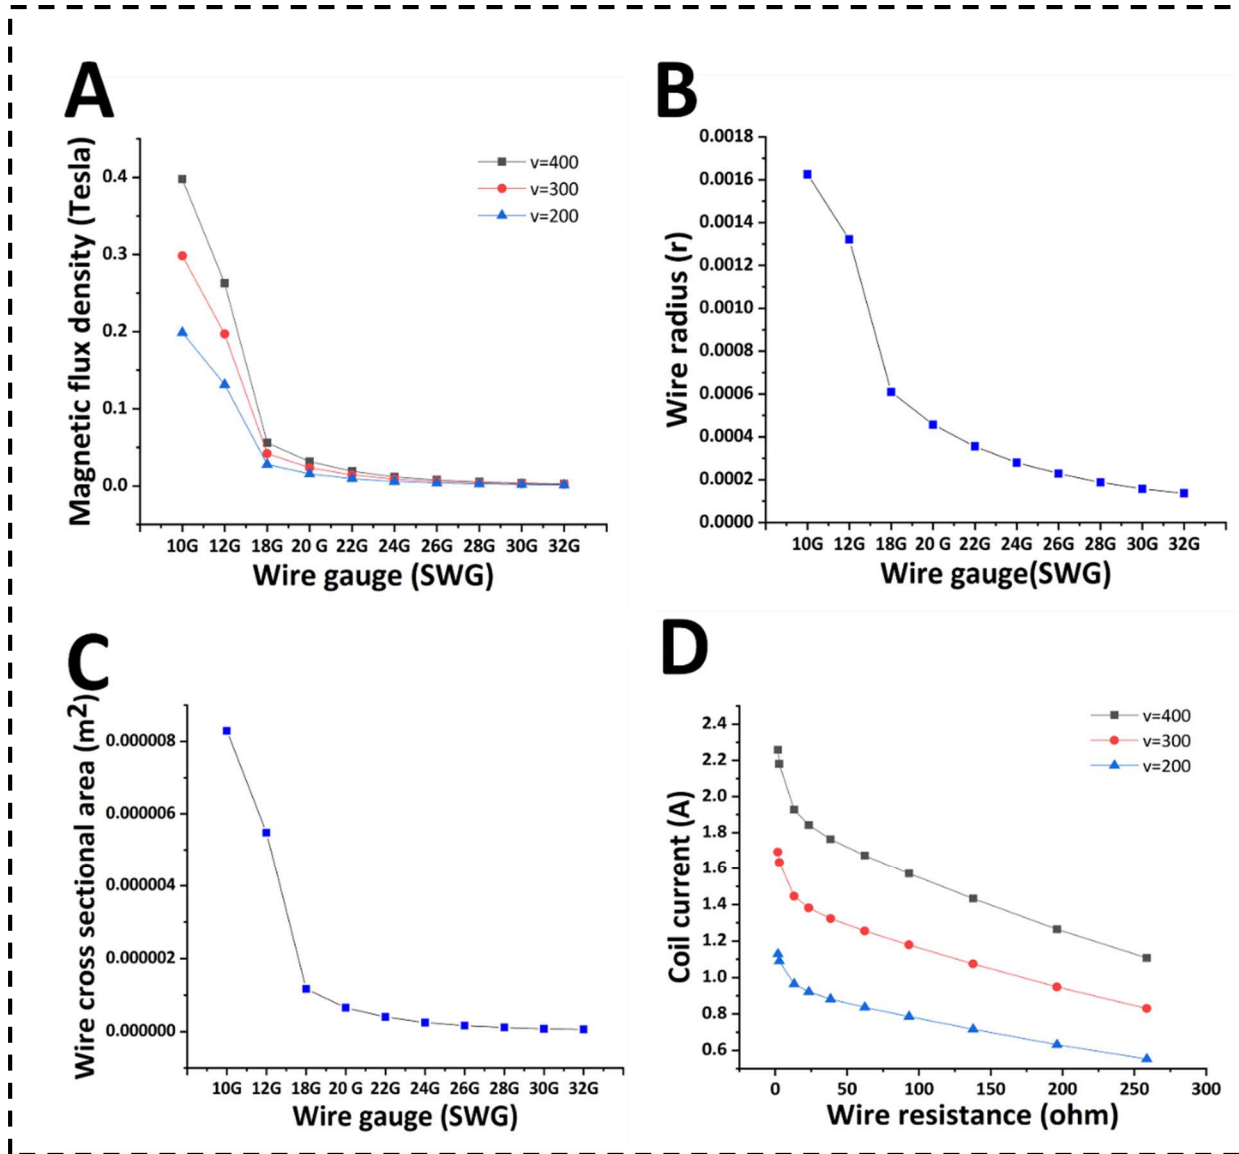 A
Magnetic flux density (Tesla)
0.4
0.3
0.2
0.1
0.0
v=400
v=300
v=200
10G 12G 18G 20 G 22G 24G 26G 28G 30G 32G
Wire gauge (SWG)
B
Wire radius (r)
0.0018
0.0016
0.0014
0.0012
0.0010
0.0008
0.0006
0.0004
0.0002
0.0000
10G 12G 18G 20 G 22G 24G 26G 28G 30G 32G
Wire gauge(SWG)
C
Wire cross sectional area (m²)
0.000008
0.000006
0.000004
0.000002
0.000000
10G 12G 18G 20 G 22G 24G 26G 28G 30G 32G
Wire gauge (SWG)
D
Coil current (A)
2.4
2.2
2.0
1.8
1.6
1.4
1.2
1.0
0.8
0.6
v=400
v=300
v=200
0 50 100 150 200 250 300
Wire resistance (ohm)